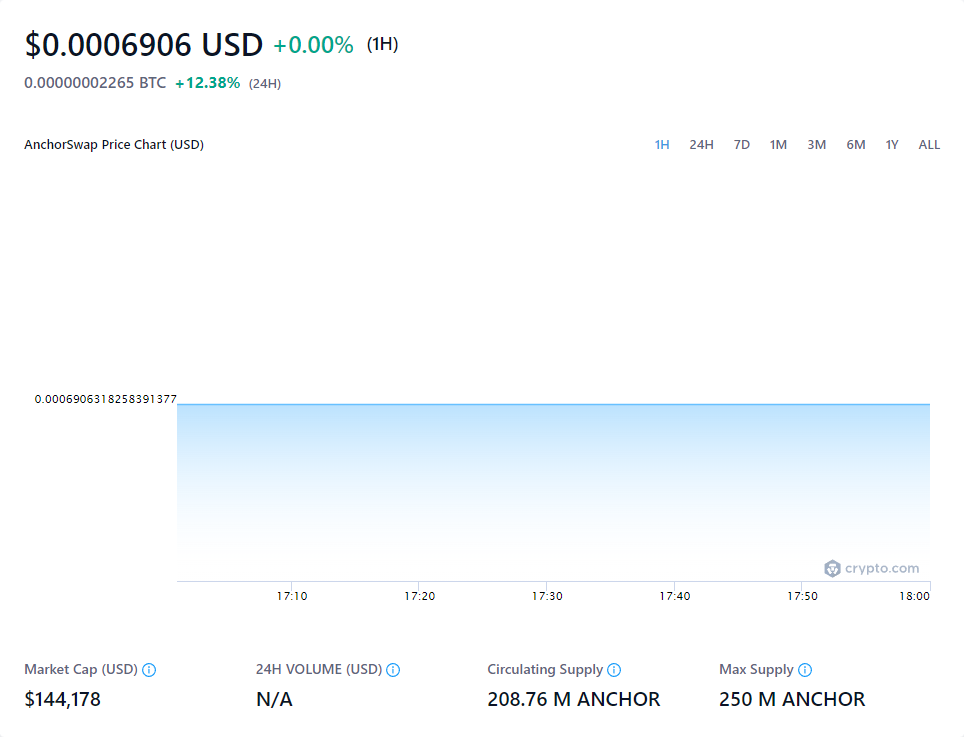 $0.0006906 USD +0.00% (1H)
0.00000002265 BTC +12.38% (24H)
AnchorSwap Price Chart (USD) 1H 24H 7D 1M 3M 6M 1Y ALL
0.0006906318258391377
crypto.com
17:10 17:20 17:30 17:40 17:50 18:00
Market Cap (USD) 24H VOLUME (USD) Circulating Supply Max Supply
$144,178 N/A 208.76 M ANCHOR 250 M ANCHOR